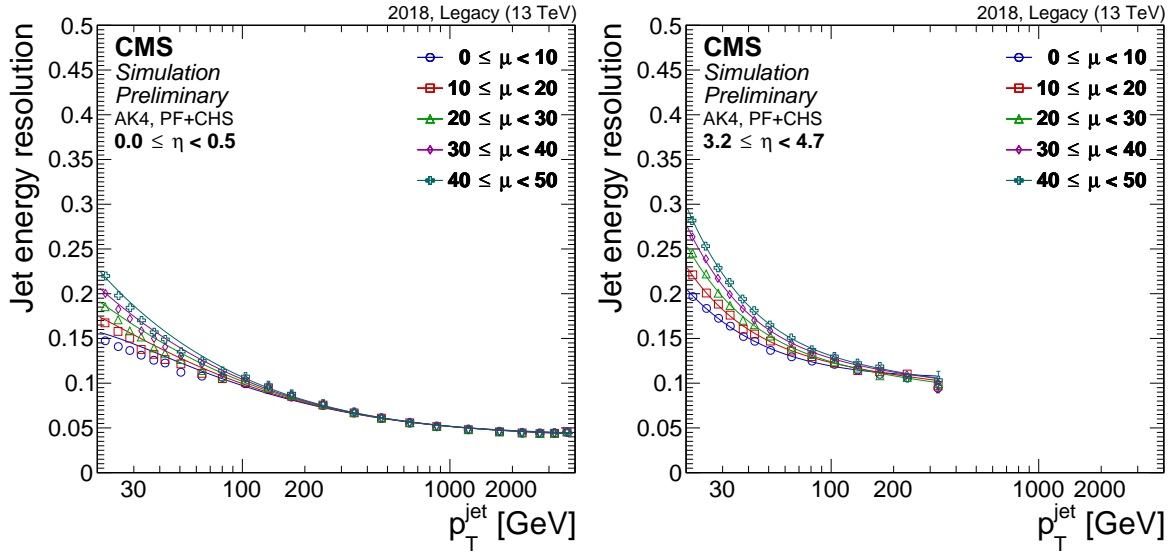 2018, Legacy (13 TeV)
Jet energy resolution
0.5
0.45
0.4
0.35
0.3
0.25
0.2
0.15
0.1
0.05
0
CMS
Simulation
Preliminary
AK4, PF+CHS
0.0 ≤ η < 0.5
0 ≤ μ < 10
10 ≤ μ < 20
20 ≤ μ < 30
30 ≤ μ < 40
40 ≤ μ < 50
30 100 200 1000 2000
p_T^jet [GeV]
2018, Legacy (13 TeV)
Jet energy resolution
0.5
0.45
0.4
0.35
0.3
0.25
0.2
0.15
0.1
0.05
0
CMS
Simulation
Preliminary
AK4, PF+CHS
3.2 ≤ η < 4.7
0 ≤ μ < 10
10 ≤ μ < 20
20 ≤ μ < 30
30 ≤ μ < 40
40 ≤ μ < 50
30 100 200 1000 2000
p_T^jet [GeV]